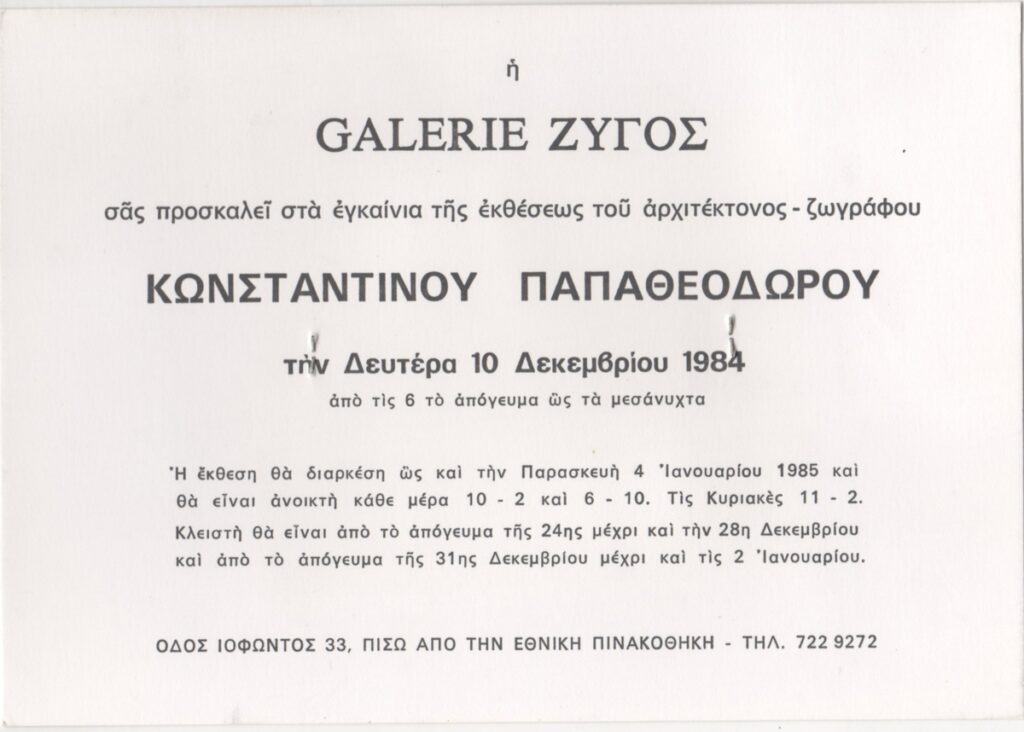 ἡ
GALERIE ΖΥΓΟΣ
σᾶς προσκαλεῖ στὰ ἐγκαίνια τῆς ἐκθέσεως τοῦ ἀρχιτέκτονος - ζωγράφου
ΚΩΝΣΤΑΝΤΙΝΟΥ ΠΑΠΑΘΕΟΔΩΡΟΥ
τὴν Δευτέρα 10 Δεκεμβρίου 1984
ἀπὸ τὶς 6 τὸ ἀπόγευμα ὣς τὰ μεσάνυχτα
Ἡ ἔκθεση θὰ διαρκέση ὣς καὶ τὴν Παρασκευὴ 4 Ἰανουαρίου 1985 καὶ
θὰ εἶναι ἀνοικτὴ κάθε μέρα 10 - 2 καὶ 6 - 10. Τὶς Κυριακὲς 11 - 2.
Κλειστὴ θὰ εἶναι ἀπὸ τὸ ἀπόγευμα τῆς 24ης μέχρι καὶ τὴν 28η Δεκεμβρίου
καὶ ἀπὸ τὸ ἀπόγευμα τῆς 31ης Δεκεμβρίου μέχρι καὶ τὶς 2 Ἰανουαρίου.
ΟΔΟΣ ΙΟΦΩΝΤΟΣ 33, ΠΙΣΩ ΑΠΟ ΤΗΝ ΕΘΝΙΚΗ ΠΙΝΑΚΟΘΗΚΗ - ΤΗΛ. 722 9272